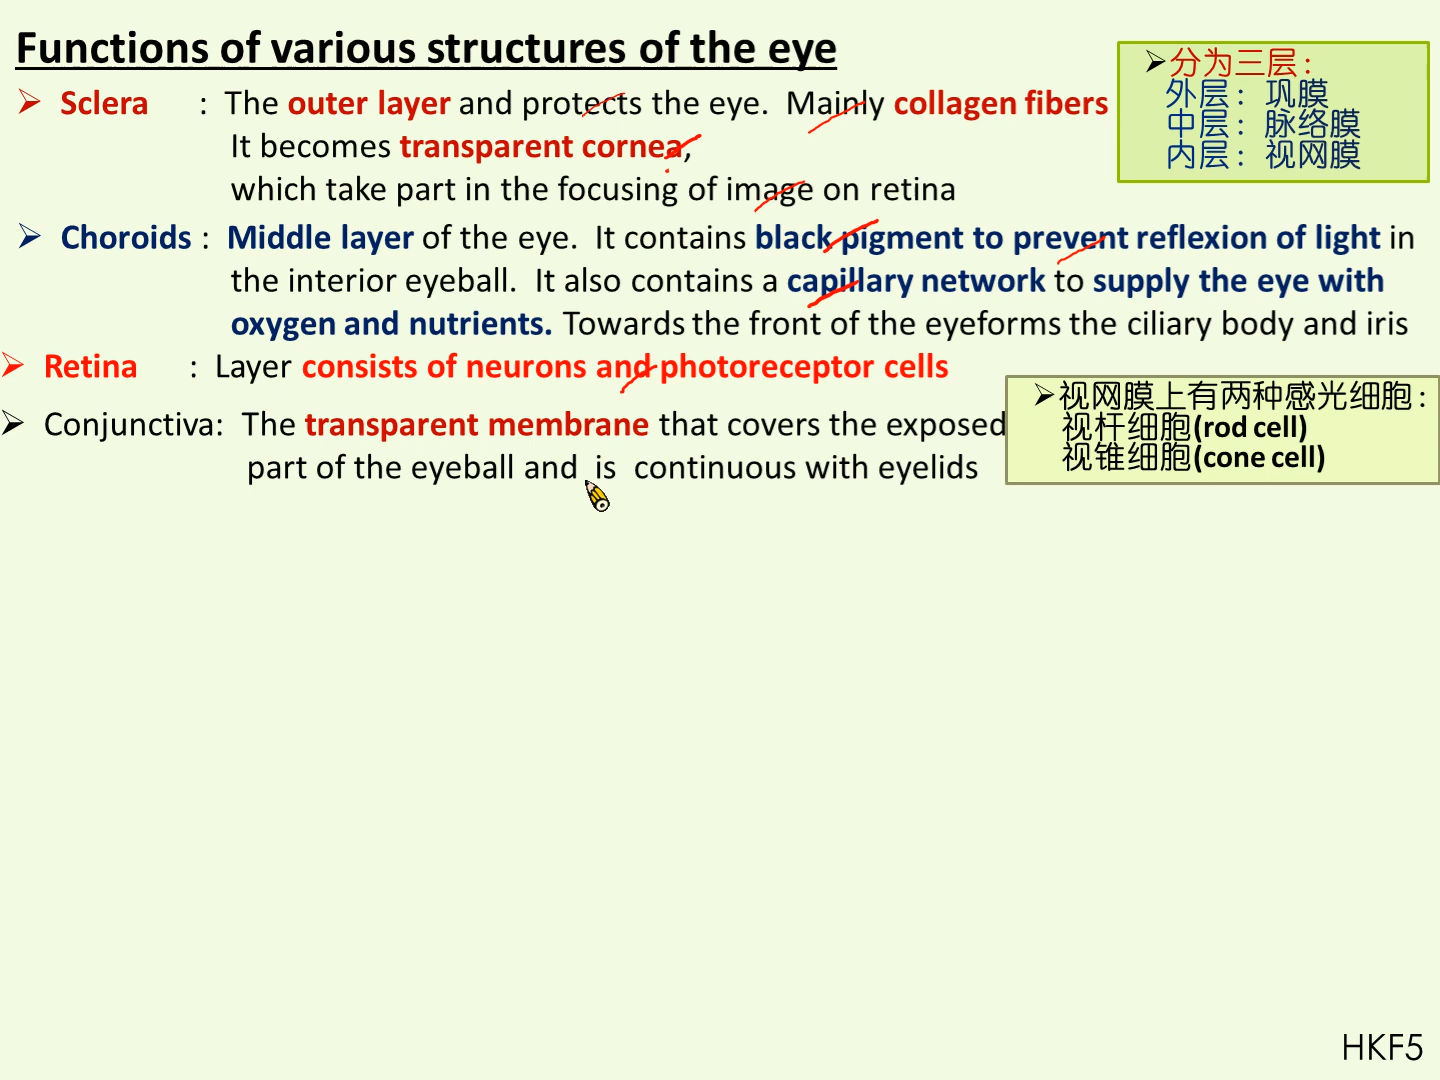 Functions of various structures of the eye
➢ Sclera : The outer layer and protects the eye. Mainly collagen fibers
It becomes transparent cornea,
which take part in the focusing of image on retina
➢ Choroids : Middle layer of the eye. It contains black pigment to prevent reflexion of light in
the interior eyeball. It also contains a capillary network to supply the eye with
oxygen and nutrients. Towards the front of the eyeforms the ciliary body and iris
➢ Retina : Layer consists of neurons and photoreceptor cells
➢ Conjunctiva: The transparent membrane that covers the exposed
part of the eyeball and is continuous with eyelids
➢分为三层:
外层: 巩膜
中层: 脉络膜
内层: 视网膜
➢视网膜上有两种感光细胞:
视杆细胞(rod cell)
视锥细胞(cone cell)
HKF5